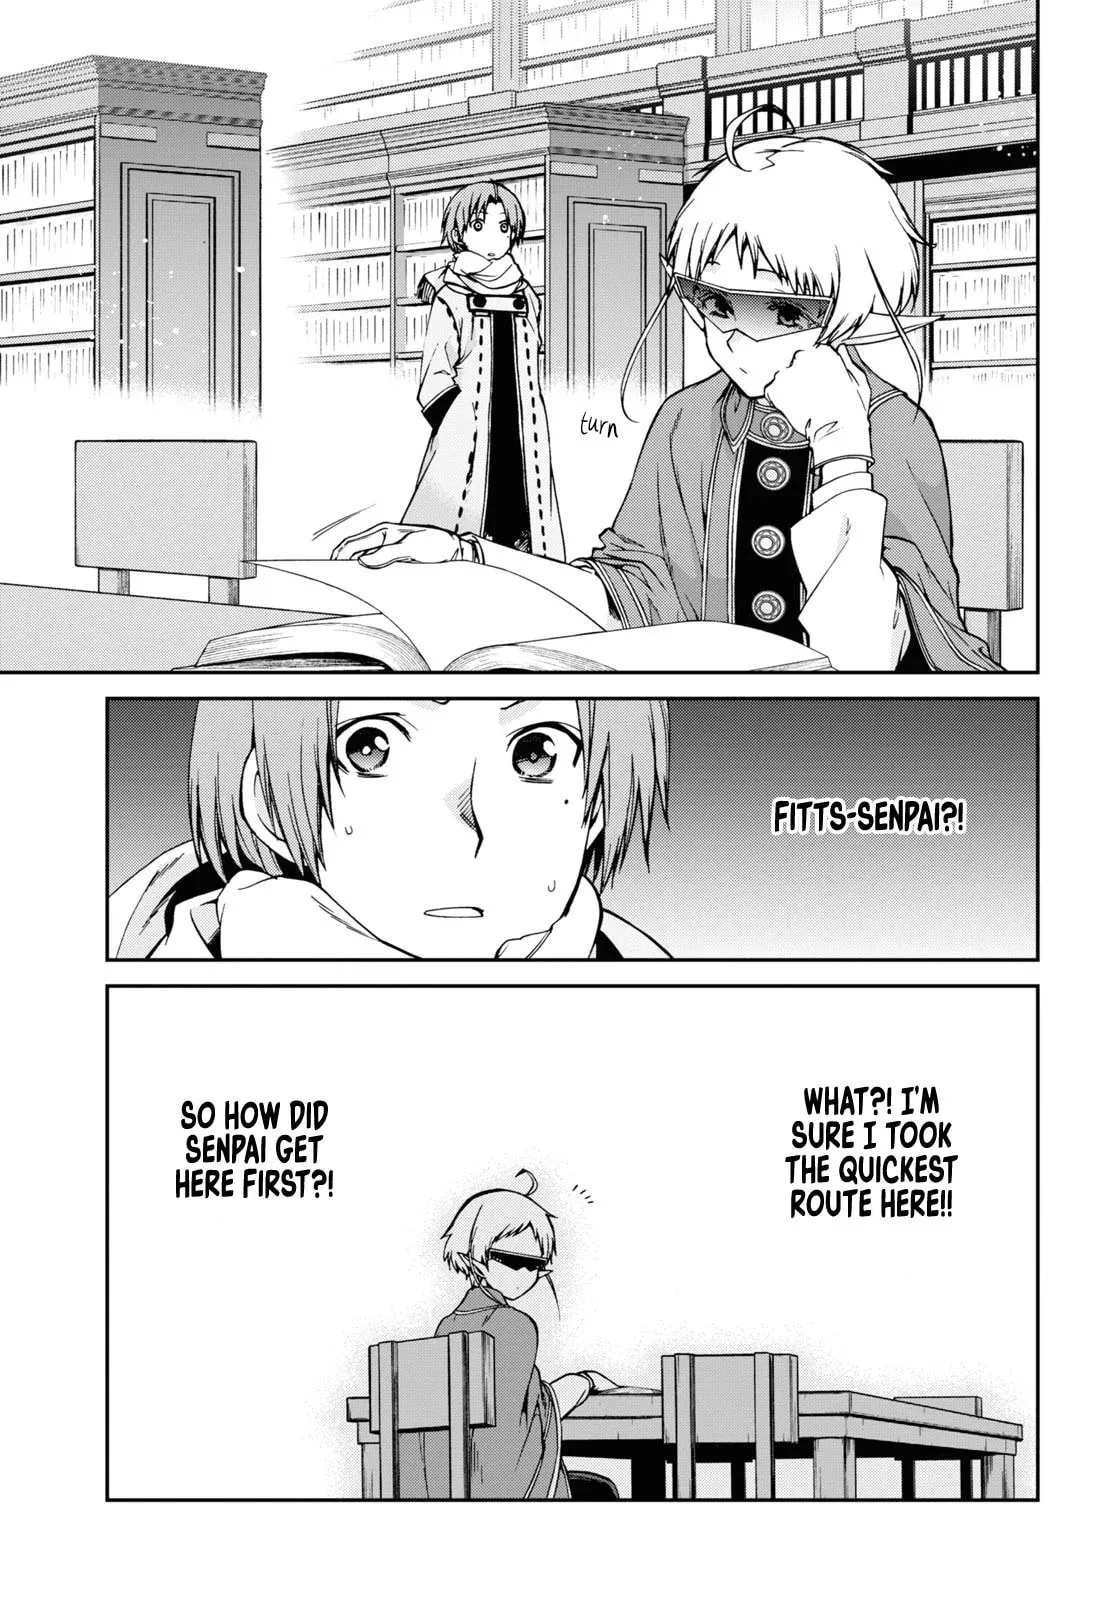 turn
FITTS-SENPAI?!
WHAT?! I'M
SURE I TOOK
THE QUICKEST
ROUTE HERE!!
SO HOW DID
SENPAI GET
HERE FIRST?!